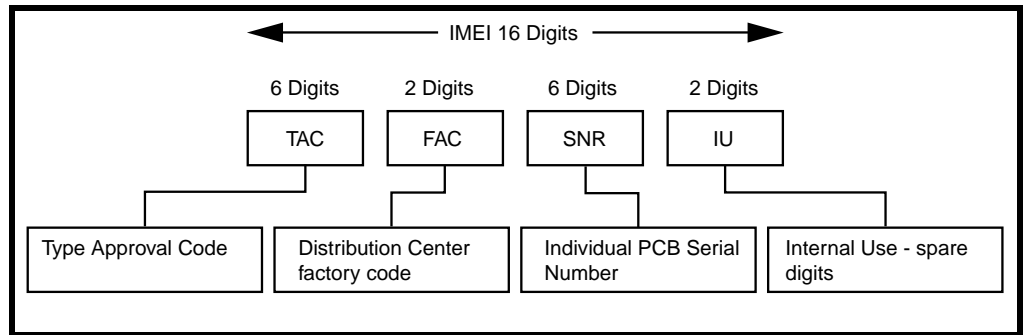 IMEI 16 Digits
6 Digits
2 Digits
6 Digits
2 Digits
TAC
FAC
SNR
IU
Type Approval Code
Distribution Center
factory code
Individual PCB Serial
Number
Internal Use - spare
digits